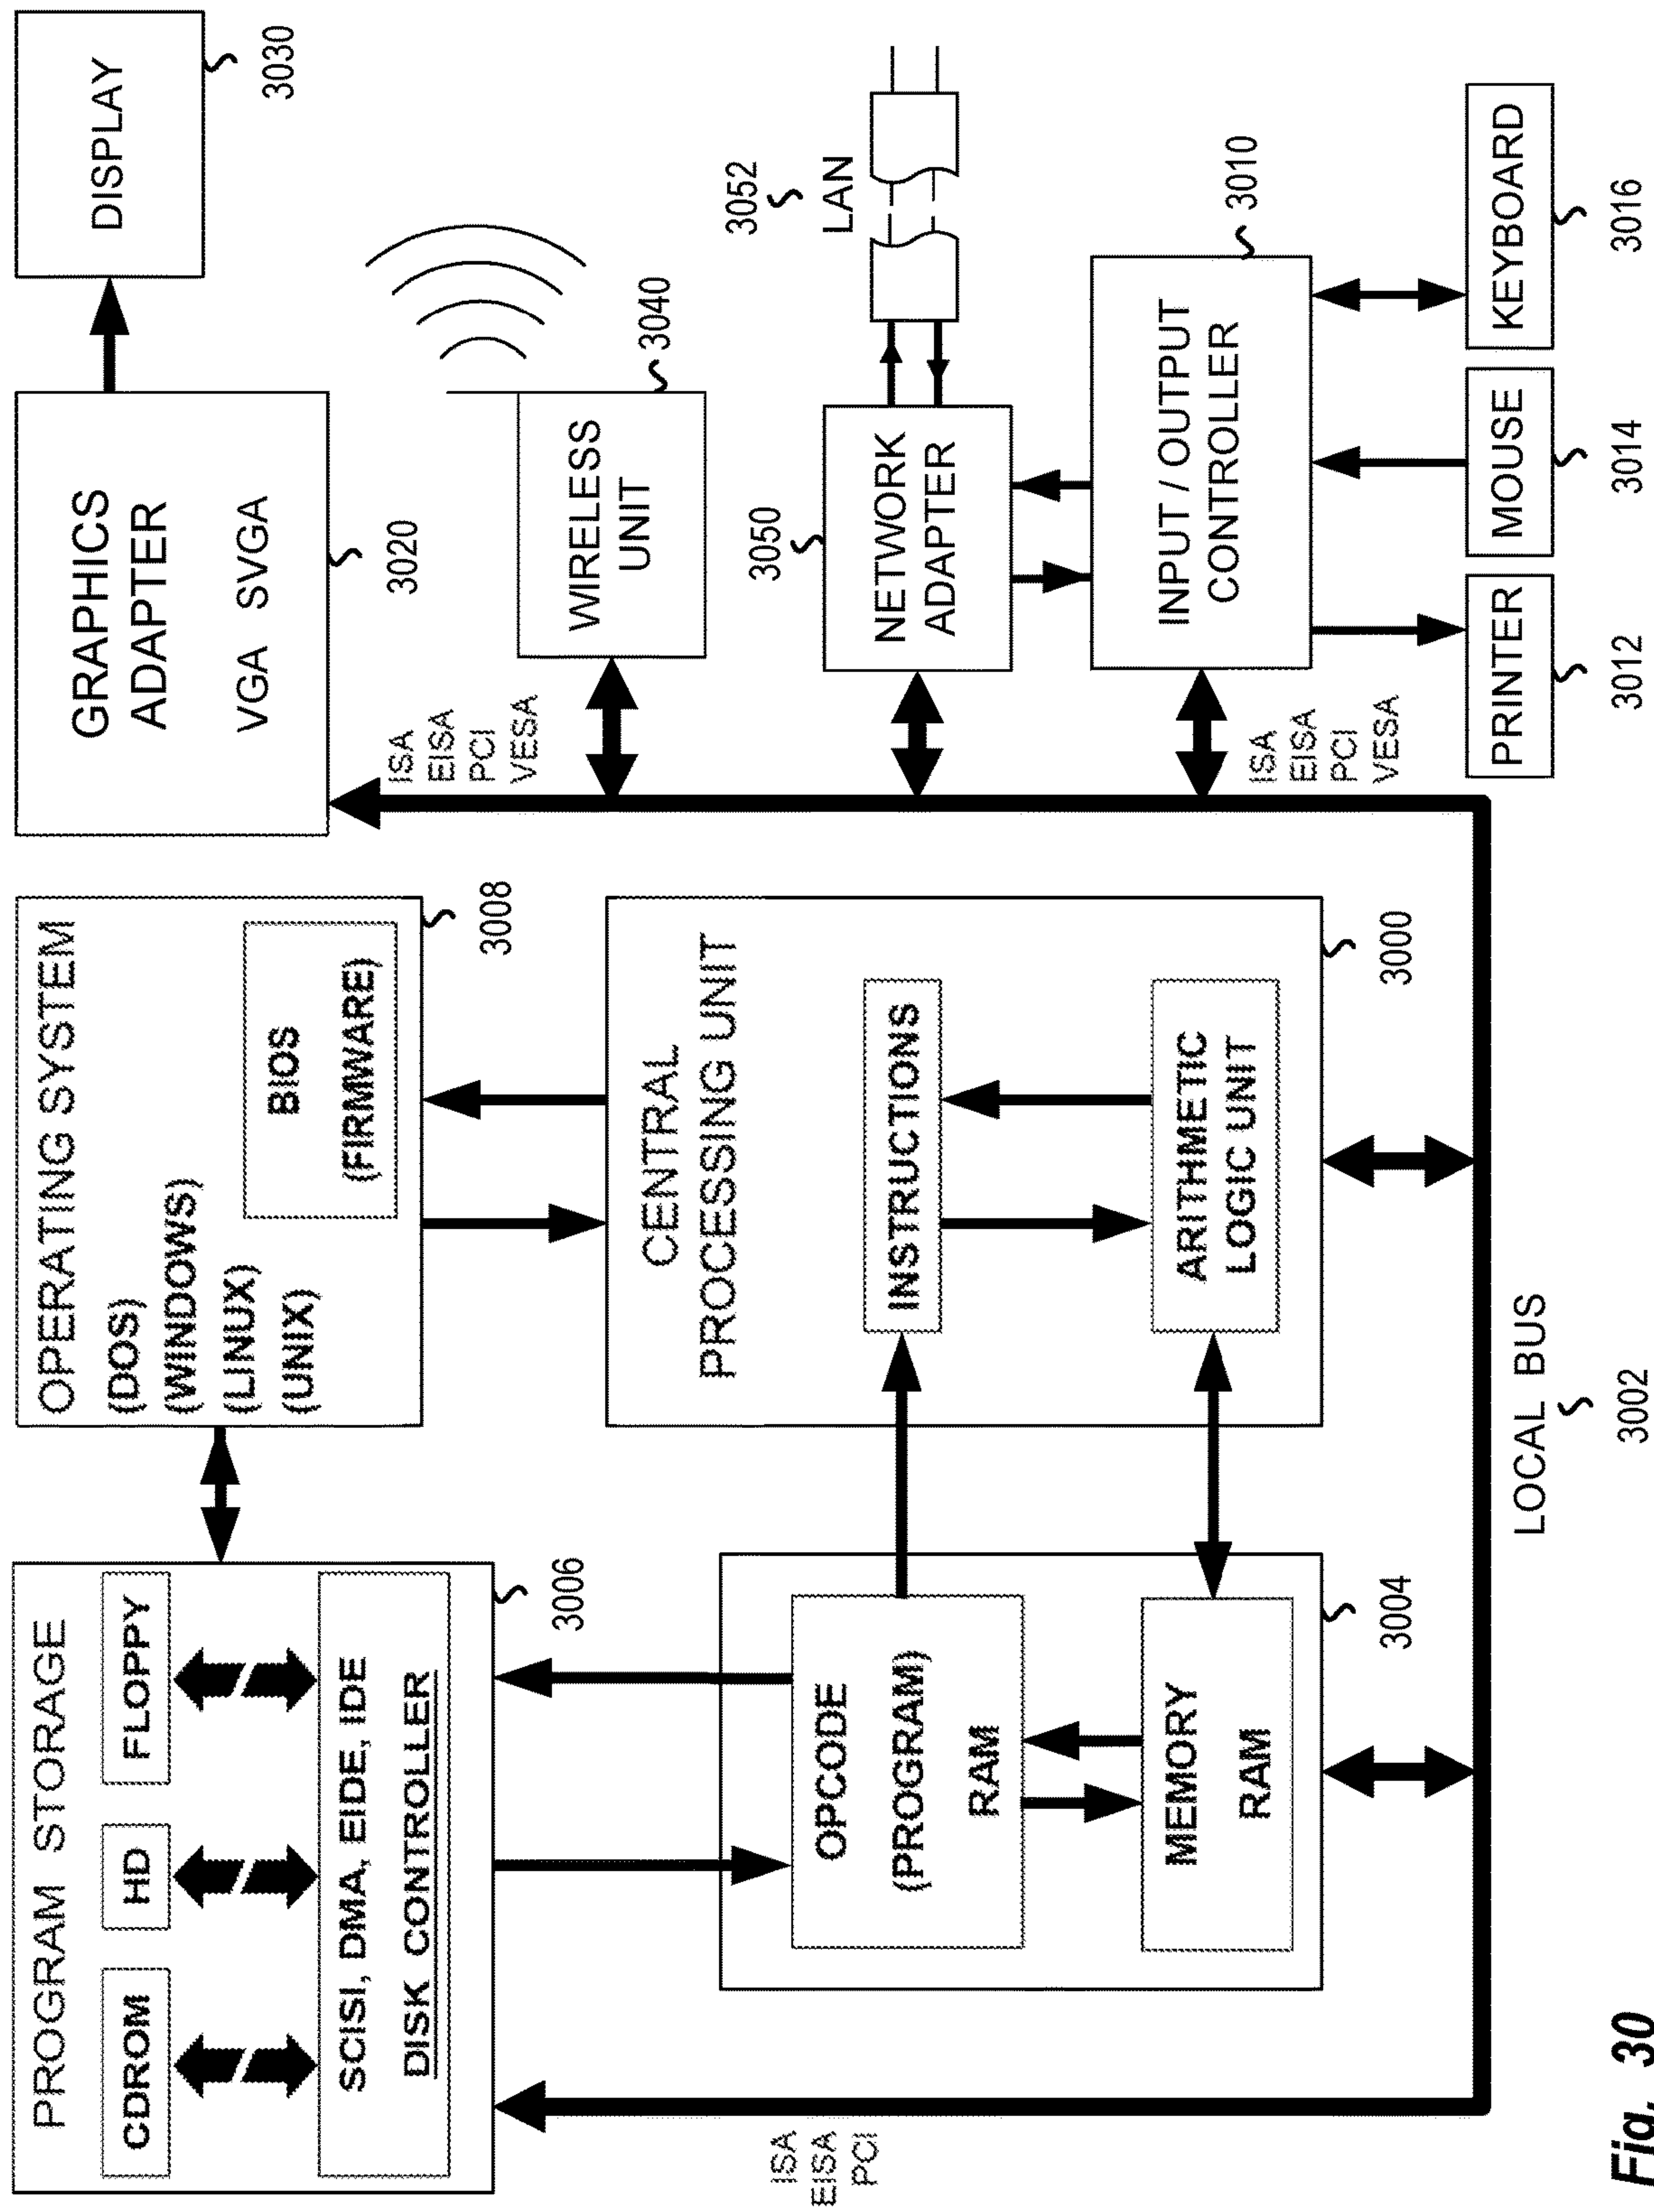 PROGRAM STORAGE
CDROM
HD
FLOPPY
SCISI, DMA, EIDE, IDE
DISK CONTROLLER
3006
OPERATING SYSTEM
(DOS)
(WINDOWS)
(LINUX)
(UNIX)
BIOS
(FIRMWARE)
3008
GRAPHICS
ADAPTER
VGA SVGA
3020
DISPLAY
3030
ISA
EISA
PCI
VESA
WIRELESS
UNIT
3040
CENTRAL
PROCESSING UNIT
INSTRUCTIONS
ARITHMETIC
LOGIC UNIT
3000
OPCODE
(PROGRAM)
RAM
MEMORY
RAM
3004
ISA
EISA
PCI
3050
NETWORK
ADAPTER
3052
LAN
INPUT / OUTPUT
CONTROLLER
3010
ISA
EISA
PCI
VESA
PRINTER
3012
MOUSE
3014
KEYBOARD
3016
LOCAL BUS
3002
Fig. 30